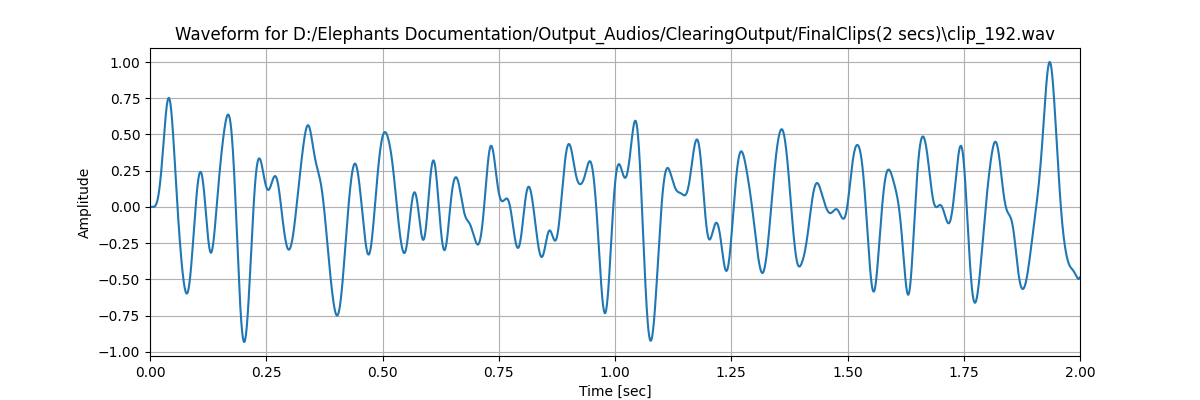 Waveform for D:/Elephants Documentation/Output_Audios/ClearingOutput/FinalClips(2 secs)\clip_192.wav
1.00
0.75
0.50
0.25
0.00
−0.25
−0.50
−0.75
−1.00
Amplitude
0.00 0.25 0.50 0.75 1.00 1.25 1.50 1.75 2.00
Time [sec]